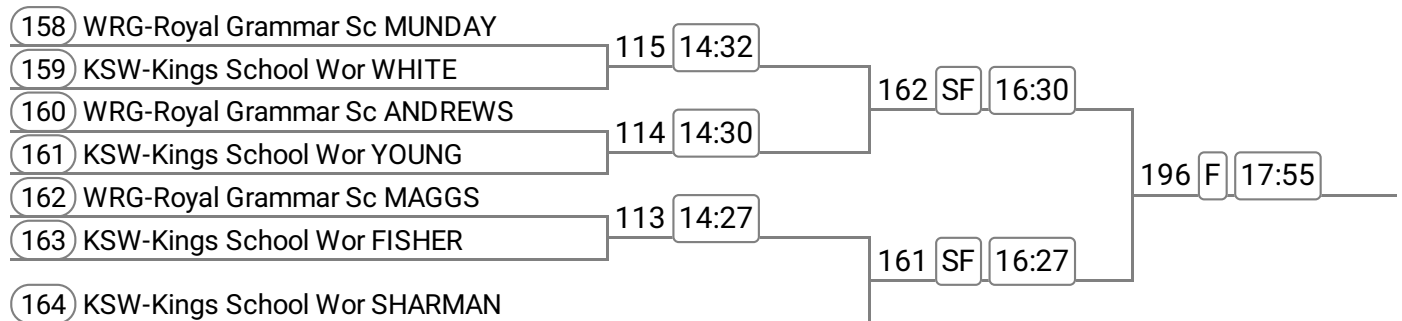 158 WRG-Royal Grammar Sc MUNDAY
115 14:32
159 KSW-Kings School Wor WHITE
162 SF 16:30
160 WRG-Royal Grammar Sc ANDREWS
114 14:30
161 KSW-Kings School Wor YOUNG
196 F 17:55
162 WRG-Royal Grammar Sc MAGGS
113 14:27
163 KSW-Kings School Wor FISHER
161 SF 16:27
164 KSW-Kings School Wor SHARMAN